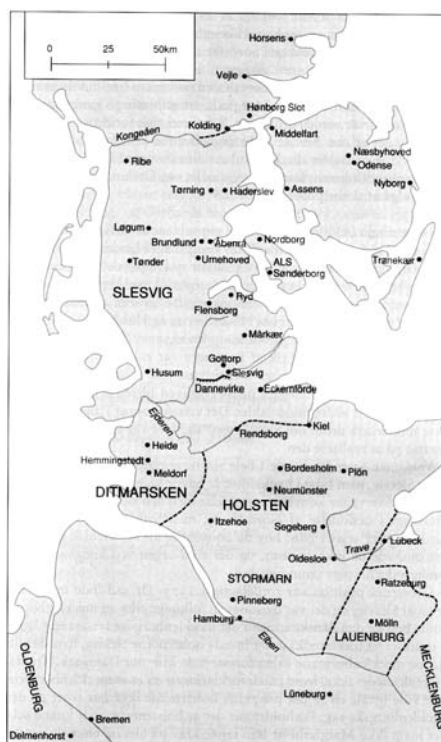 0 25 50km
Horsens
Vejle
Hønborg Slot
Kolding
Middelfart
Kongeåen
Ribe
Næsbyhoved
Odense
Tørning
Haderslev
Assens
Nyborg
Løgum
Brundlund
Åbenrå
Nordborg
Tønder
Urnehoved
ALS
Sønderborg
Tranekær
SLESVIG
Ryd
Flensborg
Mårkær
Gottorp
Slesvig
Husum
Dannevirke
Eckernförde
Ejderen
Rendsborg
Kiel
Heide
Hemmingstedt
Meldorf
Bordesholm
Plön
DITMARSKEN
HOLSTEN
Neumünster
Itzehoe
Segeberg
Lübeck
Trave
Oldesloe
STORMARN
Ratzeburg
Pinneberg
Hamburg
Mölln
Elben
LAUENBURG
OLDENBURG
MECKLENBURG
Lüneburg
Bremen
Delmenhorst